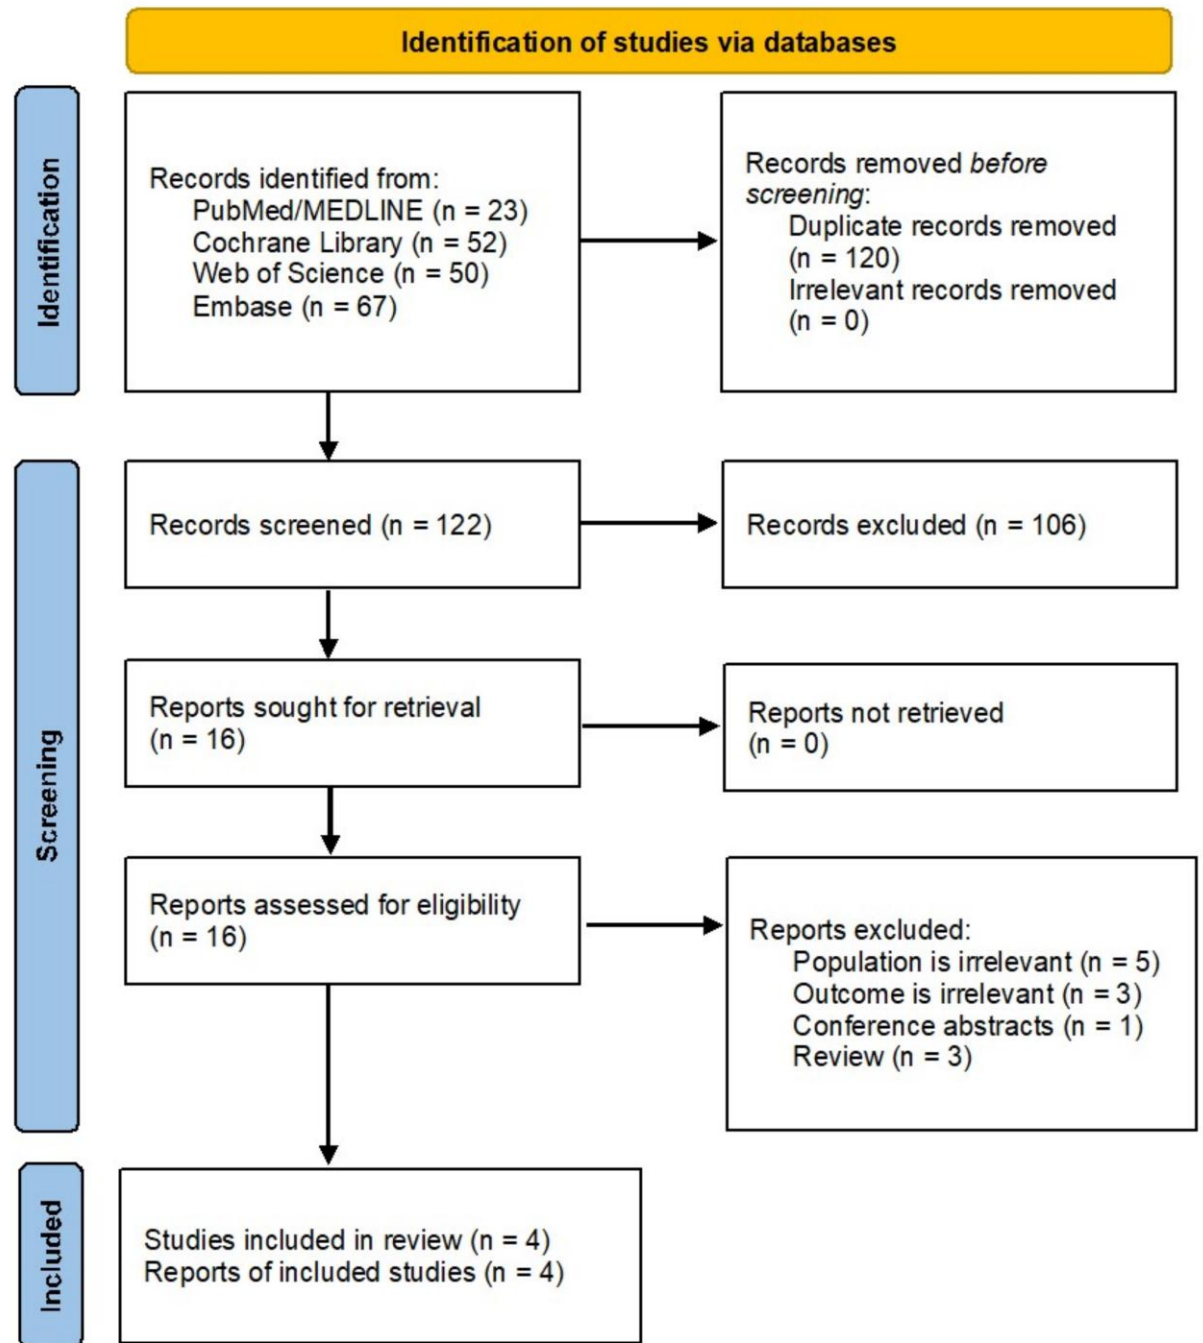 Identification of studies via databases
Identification
Records identified from:
PubMed/MEDLINE (n = 23)
Cochrane Library (n = 52)
Web of Science (n = 50)
Embase (n = 67)
Records removed before
screening:
Duplicate records removed
(n = 120)
Irrelevant records removed
(n = 0)
Screening
Records screened (n = 122)
Records excluded (n = 106)
Reports sought for retrieval
(n = 16)
Reports not retrieved
(n = 0)
Reports assessed for eligibility
(n = 16)
Reports excluded:
Population is irrelevant (n = 5)
Outcome is irrelevant (n = 3)
Conference abstracts (n = 1)
Review (n = 3)
Included
Studies included in review (n = 4)
Reports of included studies (n = 4)